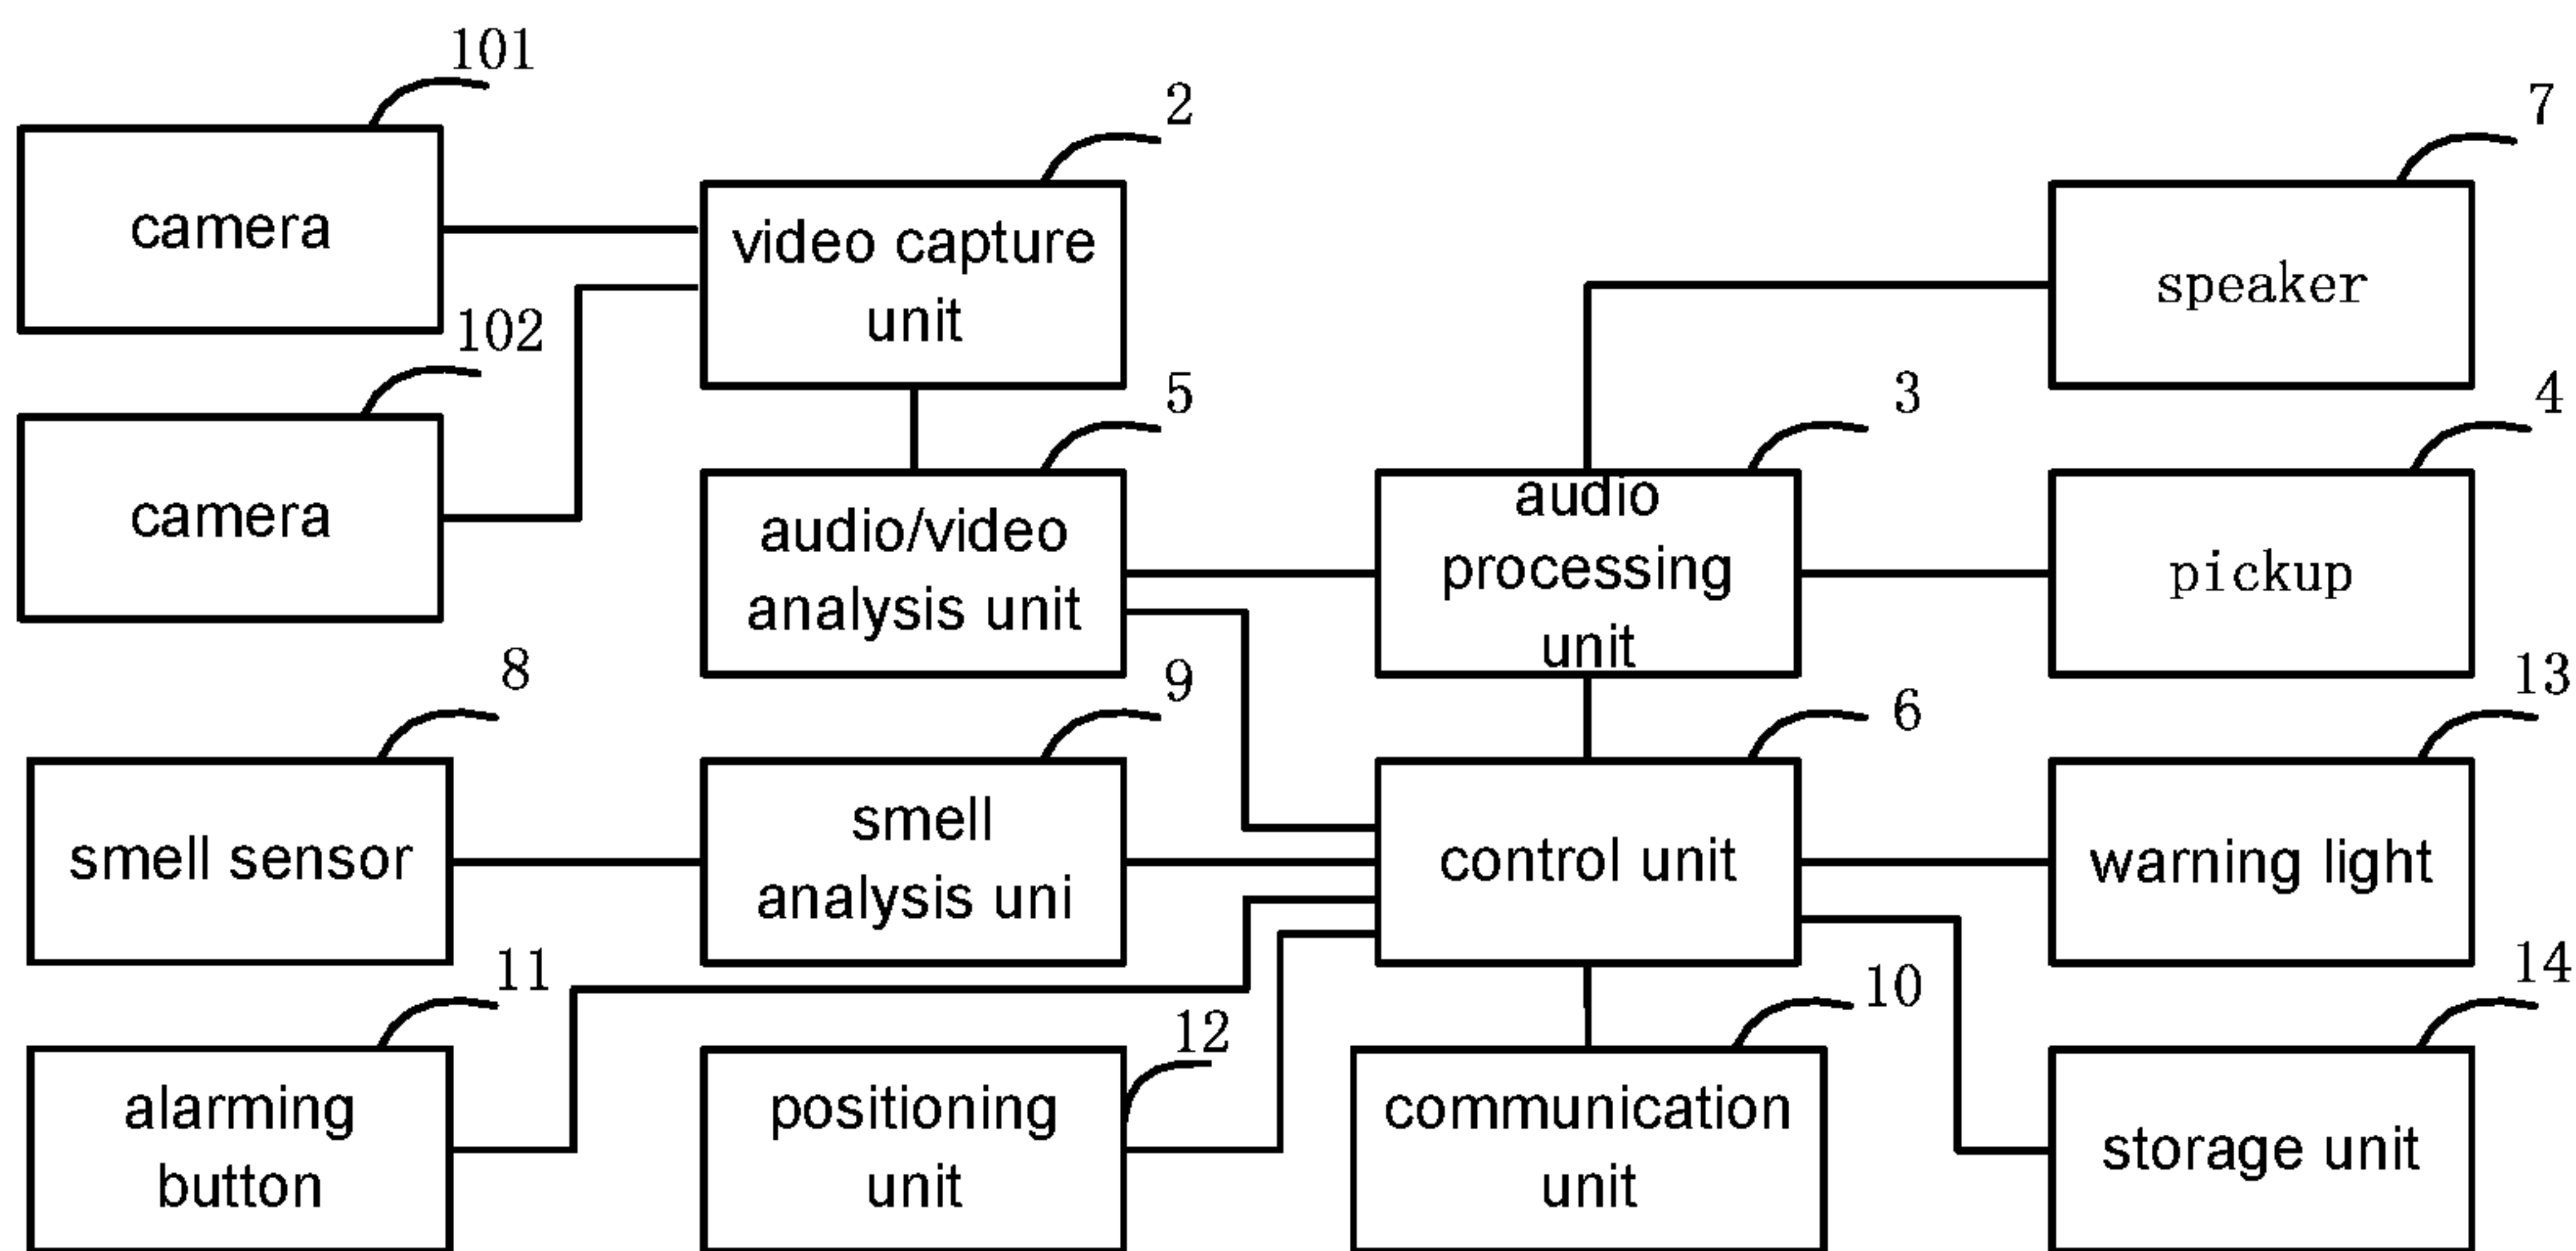 101
camera
2
video capture
unit
7
speaker
102
camera
5
audio/video
analysis unit
3
audio
processing
unit
4
pickup
8
smell sensor
9
smell
analysis uni
6
control unit
13
warning light
11
alarming
button
12
positioning
unit
10
communication
unit
14
storage unit